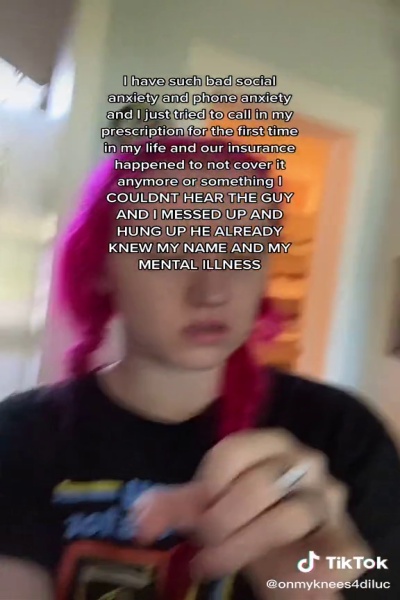 I have such bad social
anxiety and phone anxiety
and I just tried to call in my
prescription for the first time
in my life and our insurance
happened to not cover it
anymore or something I
COULDNT HEAR THE GUY
AND I MESSED UP AND
HUNG UP HE ALREADY
KNEW MY NAME AND MY
MENTAL ILLNESS
TikTok
@onmyknees4diluc